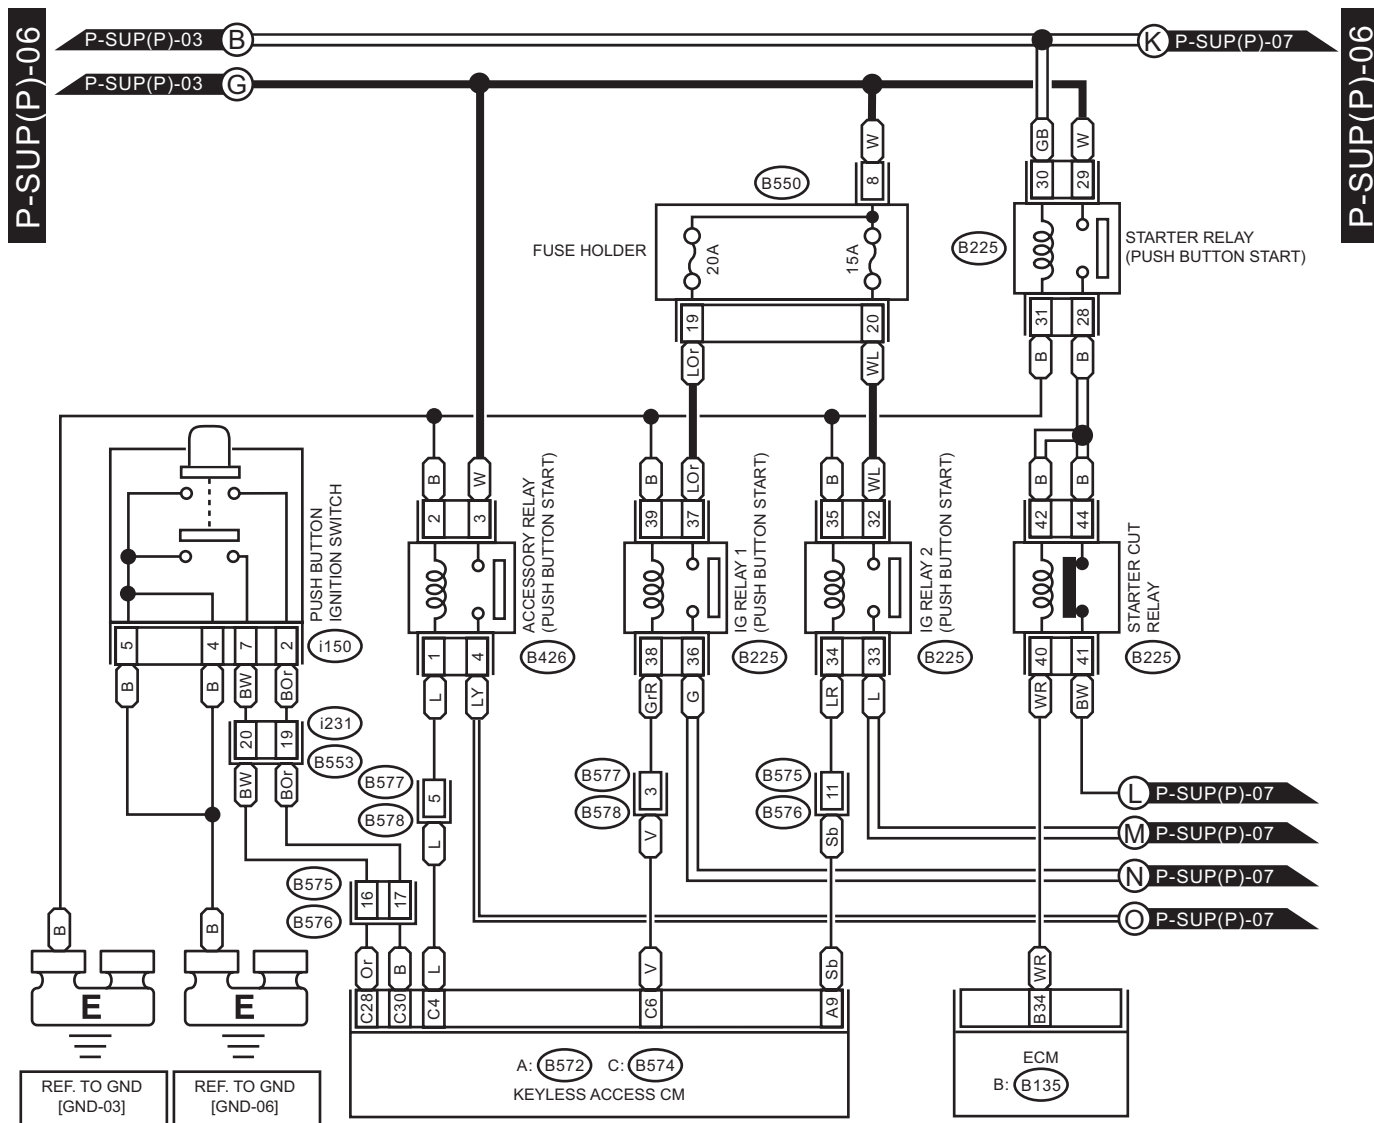 P-SUP(P)-06
P-SUP(P)-06
P-SUP(P)-03 B
K P-SUP(P)-07
P-SUP(P)-03 G
W
GB
W
B550
8
30
29
FUSE HOLDER
20A
15A
B225
STARTER RELAY
(PUSH BUTTON START)
19
20
31
28
LOr
WL
B
B
B
W
B
LOr
B
WL
B
B
2
3
39
37
35
32
42
44
PUSH BUTTON
IGNITION SWITCH
ACCESSORY RELAY
(PUSH BUTTON START)
IG RELAY 1
(PUSH BUTTON START)
IG RELAY 2
(PUSH BUTTON START)
STARTER CUT
RELAY
5
4
7
2
i150
1
4
B426
38
36
B225
34
33
B225
40
41
B225
B
B
BW
BOr
L
LY
GrR
G
LR
L
WR
BW
20
19
i231
B553
BW
BOr
B577
B578
5
B577
B578
3
B575
B576
11
L
V
Sb
L P-SUP(P)-07
M P-SUP(P)-07
N P-SUP(P)-07
O P-SUP(P)-07
B575
B576
16
17
B
B
Or
B
L
V
Sb
WR
E
E
C28
C30
C4
C6
A9
B34
A: B572 C: B574
KEYLESS ACCESS CM
ECM
B: B135
REF. TO GND
[GND-03]
REF. TO GND
[GND-06]